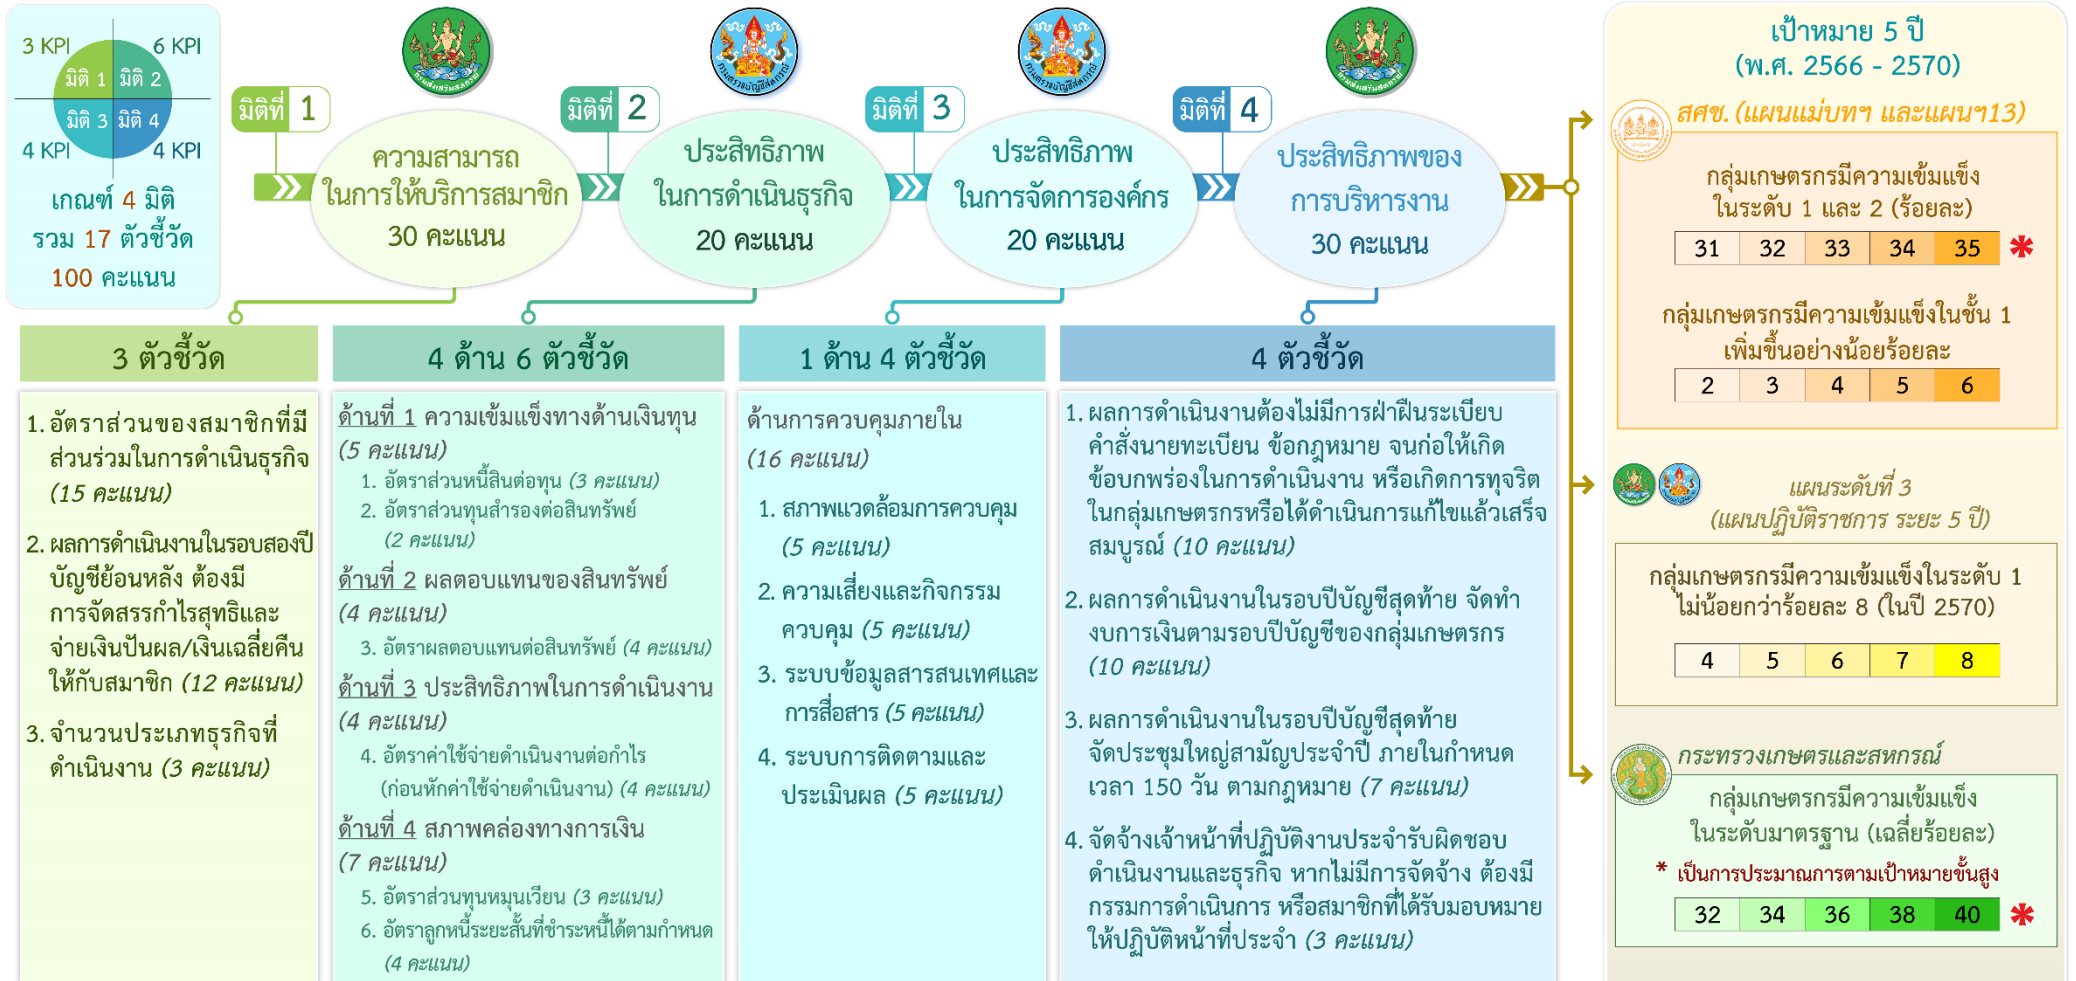 3 KPI
6 KPI
มิติ 1
มิติ 2
มิติ 3
มิติ 4
4 KPI
4 KPI
เกณฑ์ 4 มิติ
รวม 17 ตัวชี้วัด
100 คะแนน
มิติที่ 1
ความสามารถ
ในการให้บริการสมาชิก
30 คะแนน
มิติที่ 2
ประสิทธิภาพ
ในการดำเนินธุรกิจ
20 คะแนน
มิติที่ 3
ประสิทธิภาพ
ในการจัดการองค์กร
20 คะแนน
มิติที่ 4
ประสิทธิภาพของ
การบริหารงาน
30 คะแนน
3 ตัวชี้วัด
1. อัตราส่วนของสมาชิกที่มี
ส่วนร่วมในการดำเนินธุรกิจ
(15 คะแนน)
2. ผลการดำเนินงานในรอบสองปี
บัญชีย้อนหลัง ต้องมี
การจัดสรรกำไรสุทธิและ
จ่ายเงินปันผล/เงินเฉลี่ยคืน
ให้กับสมาชิก (12 คะแนน)
3. จำนวนประเภทธุรกิจที่
ดำเนินงาน (3 คะแนน)
4 ด้าน 6 ตัวชี้วัด
ด้านที่ 1 ความเข้มแข็งทางด้านเงินทุน
(5 คะแนน)
1. อัตราส่วนหนี้สินต่อทุน (3 คะแนน)
2. อัตราส่วนทุนสำรองต่อสินทรัพย์
(2 คะแนน)
ด้านที่ 2 ผลตอบแทนของสินทรัพย์
(4 คะแนน)
3. อัตราผลตอบแทนต่อสินทรัพย์ (4 คะแนน)
ด้านที่ 3 ประสิทธิภาพในการดำเนินงาน
(4 คะแนน)
4. อัตราค่าใช้จ่ายดำเนินงานต่อกำไร
(ก่อนหักค่าใช้จ่ายดำเนินงาน) (4 คะแนน)
ด้านที่ 4 สภาพคล่องทางการเงิน
(7 คะแนน)
5. อัตราส่วนทุนหมุนเวียน (3 คะแนน)
6. อัตราลูกหนี้ระยะสั้นที่ชำระหนี้ได้ตามกำหนด
(4 คะแนน)
1 ด้าน 4 ตัวชี้วัด
ด้านการควบคุมภายใน
(16 คะแนน)
1. สภาพแวดล้อมการควบคุม
(5 คะแนน)
2. ความเสี่ยงและกิจกรรม
ควบคุม (5 คะแนน)
3. ระบบข้อมูลสารสนเทศและ
การสื่อสาร (5 คะแนน)
4. ระบบการติดตามและ
ประเมินผล (5 คะแนน)
4 ตัวชี้วัด
1. ผลการดำเนินงานต้องไม่มีการฝ่าฝืนระเบียบ
คำสั่งนายทะเบียน ข้อกฎหมาย จนก่อให้เกิด
ข้อบกพร่องในการดำเนินงาน หรือเกิดการทุจริต
ในกลุ่มเกษตรกรหรือได้ดำเนินการแก้ไขแล้วเสร็จ
สมบูรณ์ (10 คะแนน)
2. ผลการดำเนินงานในรอบปีบัญชีสุดท้าย จัดทำ
งบการเงินตามรอบปีบัญชีของกลุ่มเกษตรกร
(10 คะแนน)
3. ผลการดำเนินงานในรอบปีบัญชีสุดท้าย
จัดประชุมใหญ่สามัญประจำปี ภายในกำหนด
เวลา 150 วัน ตามกฎหมาย (7 คะแนน)
4. จัดจ้างเจ้าหน้าที่ปฏิบัติงานประจำรับผิดชอบ
ดำเนินงานและธุรกิจ หากไม่มีการจัดจ้าง ต้องมี
กรรมการดำเนินการ หรือสมาชิกที่ได้รับมอบหมาย
ให้ปฏิบัติหน้าที่ประจำ (3 คะแนน)
เป้าหมาย 5 ปี
(พ.ศ. 2566 - 2570)
สศช. (แผนแม่บทฯ และแผนฯ13)
กลุ่มเกษตรกรมีความเข้มแข็ง
ในระดับ 1 และ 2 (ร้อยละ)
31 32 33 34 35 *
กลุ่มเกษตรกรมีความเข้มแข็งในชั้น 1
เพิ่มขึ้นอย่างน้อยร้อยละ
2 3 4 5 6
แผนระดับที่ 3
(แผนปฏิบัติราชการ ระยะ 5 ปี)
กลุ่มเกษตรกรมีความเข้มแข็งในระดับ 1
ไม่น้อยกว่าร้อยละ 8 (ในปี 2570)
4 5 6 7 8
กระทรวงเกษตรและสหกรณ์
กลุ่มเกษตรกรมีความเข้มแข็ง
ในระดับมาตรฐาน (เฉลี่ยร้อยละ)
* เป็นการประมาณการตามเป้าหมายขั้นสูง
32 34 36 38 40 *